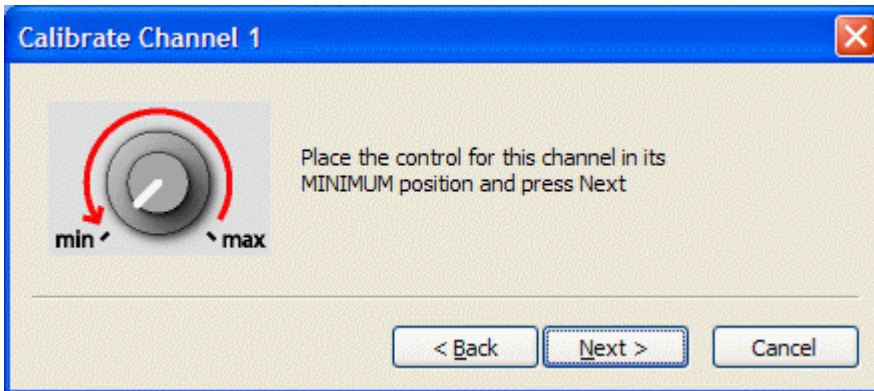 Calibrate Channel 1
Place the control for this channel in its
MINIMUM position and press Next
min max
< Back Next > Cancel